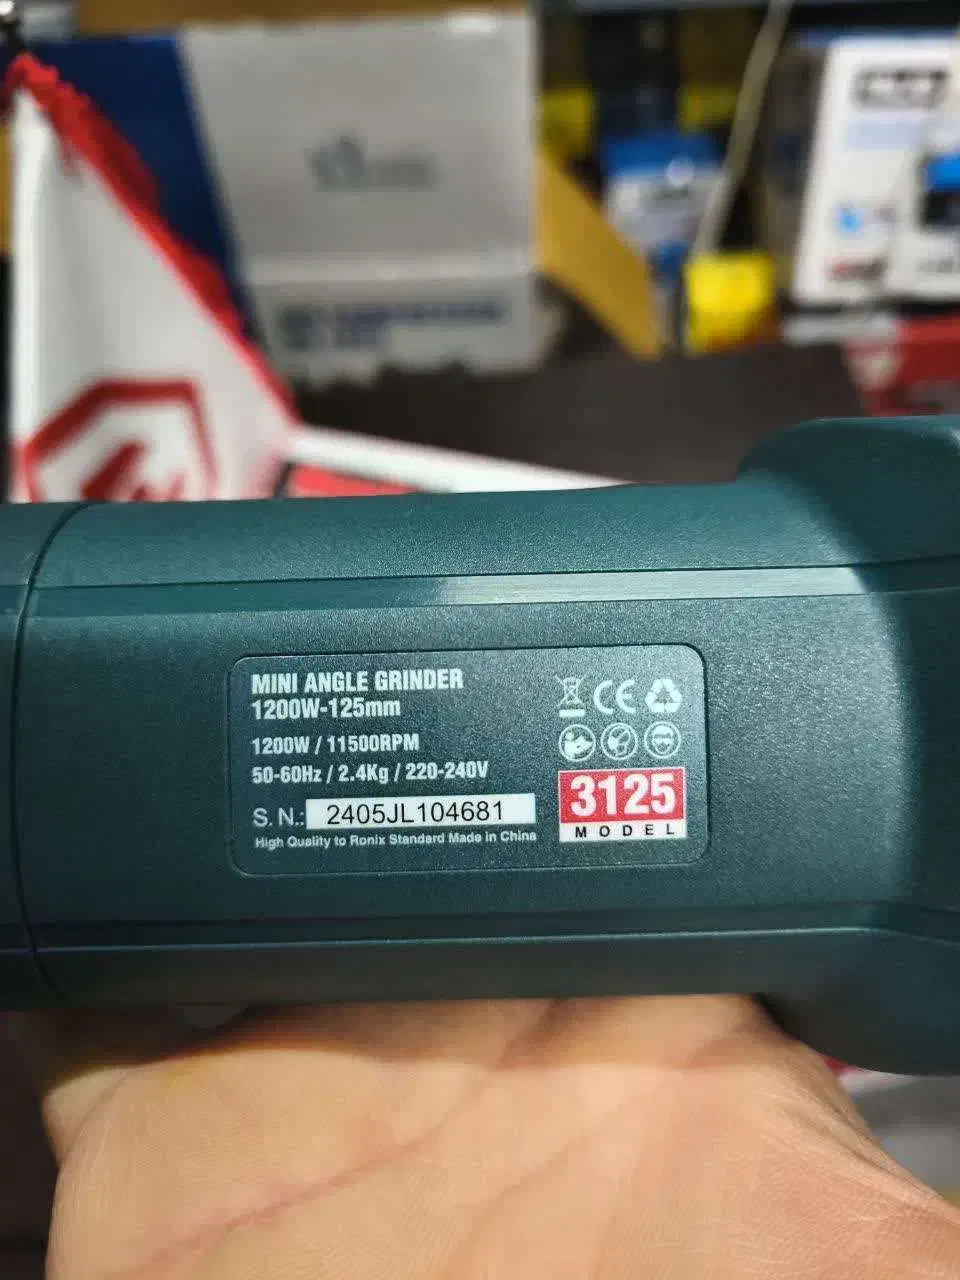 MINI ANGLE GRINDER
1200W-125mm
1200W / 11500RPM
50-60Hz / 2.4Kg / 220-240V
S. N.: 2405JL104681
High Quality to Ronix Standard Made in China
CE
3125
MODEL